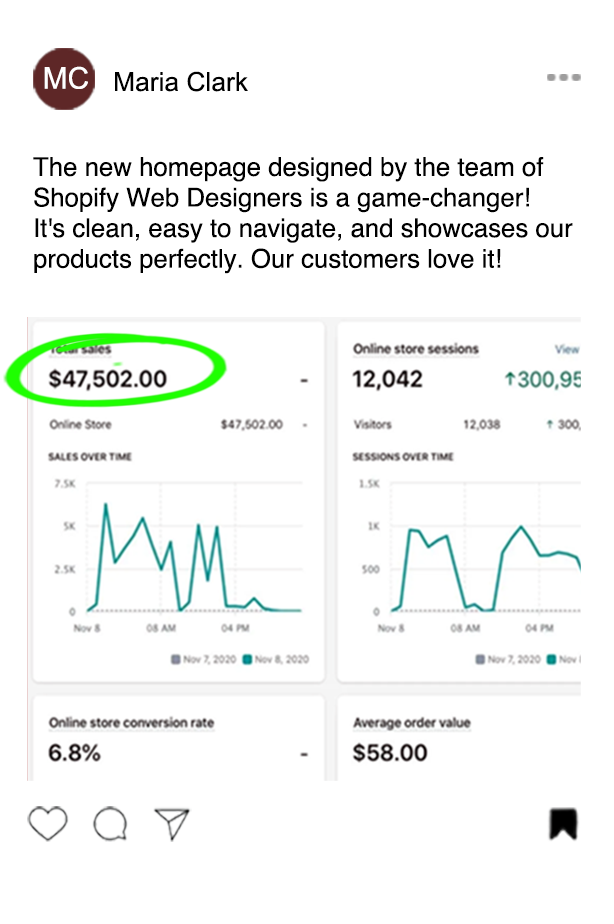 MC
Maria Clark
The new homepage designed by the team of
Shopify Web Designers is a game-changer!
It's clean, easy to navigate, and showcases our
products perfectly. Our customers love it!
Total sales
$47,502.00 -
Online Store $47,502.00 -
SALES OVER TIME
7.5K
5K
2.5K
0
Nov 8 08 AM 04 PM
Nov 7, 2020 Nov 8, 2020
Online store sessions View
12,042 ↑300,95
Visitors 12,038 ↑ 300,
SESSIONS OVER TIME
1.5K
1K
500
0
Nov 8 08 AM 04 PM
Nov 7, 2020 Nov
Online store conversion rate
6.8% -
Average order value
$58.00